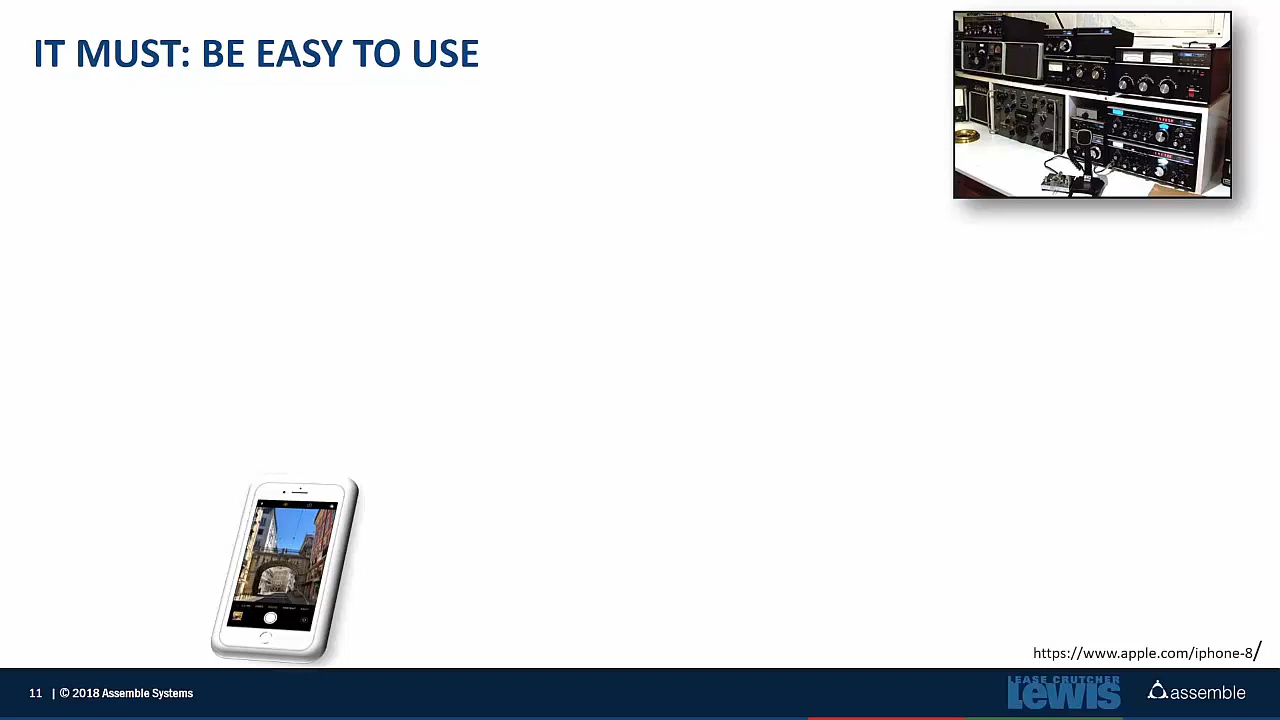 IT MUST: BE EASY TO USE
https://www.apple.com/iphone-8/
11 | © 2018 Assemble Systems
LEASE CRUTCHER
Lewis
assemble